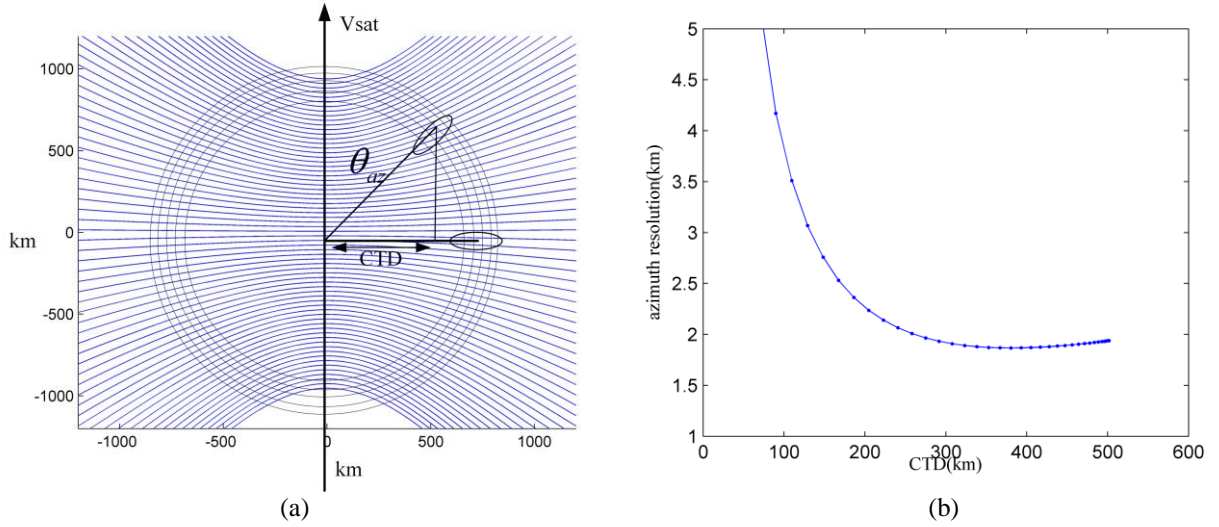 Vsat
1000
500
0
-500
-1000
km
θaz
CTD
-1000 -500 0 500 1000
km
(a)
5
4.5
4
3.5
3
2.5
2
1.5
1
azimuth resolution(km)
0 100 200 300 400 500 600
CTD(km)
(b)